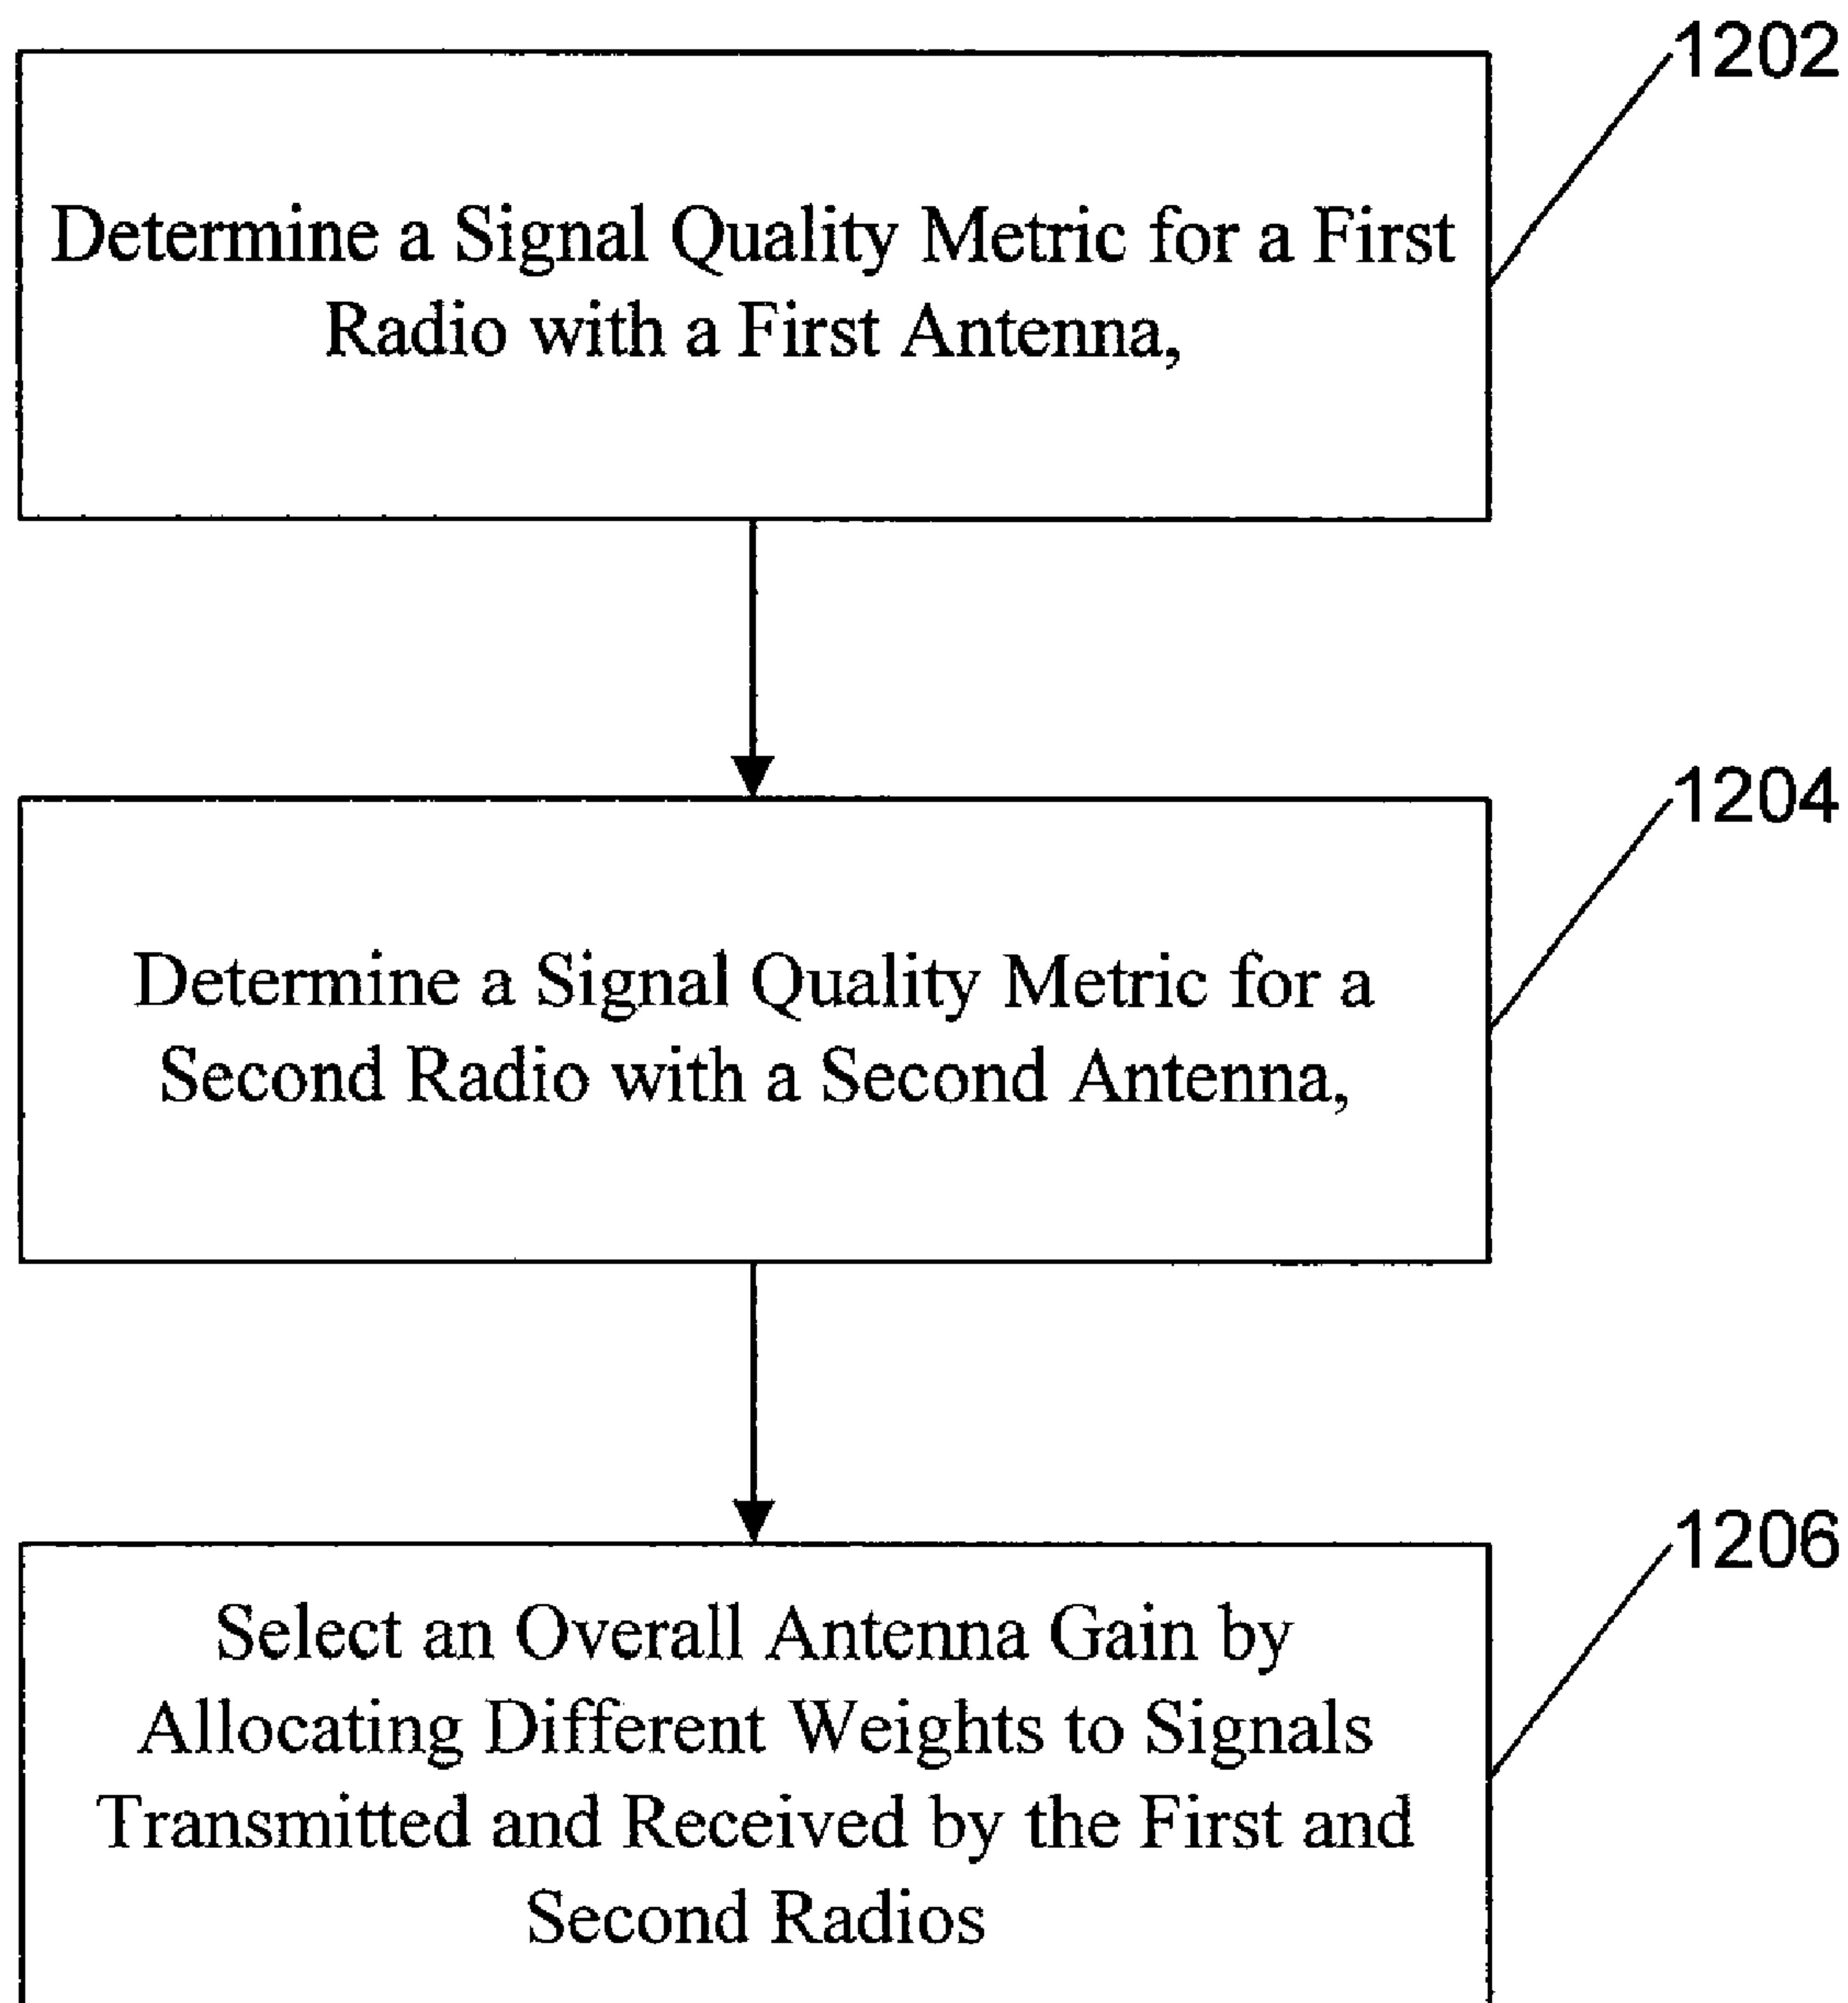 1202
Determine a Signal Quality Metric for a First
Radio with a First Antenna,
1204
Determine a Signal Quality Metric for a
Second Radio with a Second Antenna,
1206
Select an Overall Antenna Gain by
Allocating Different Weights to Signals
Transmitted and Received by the First and
Second Radios